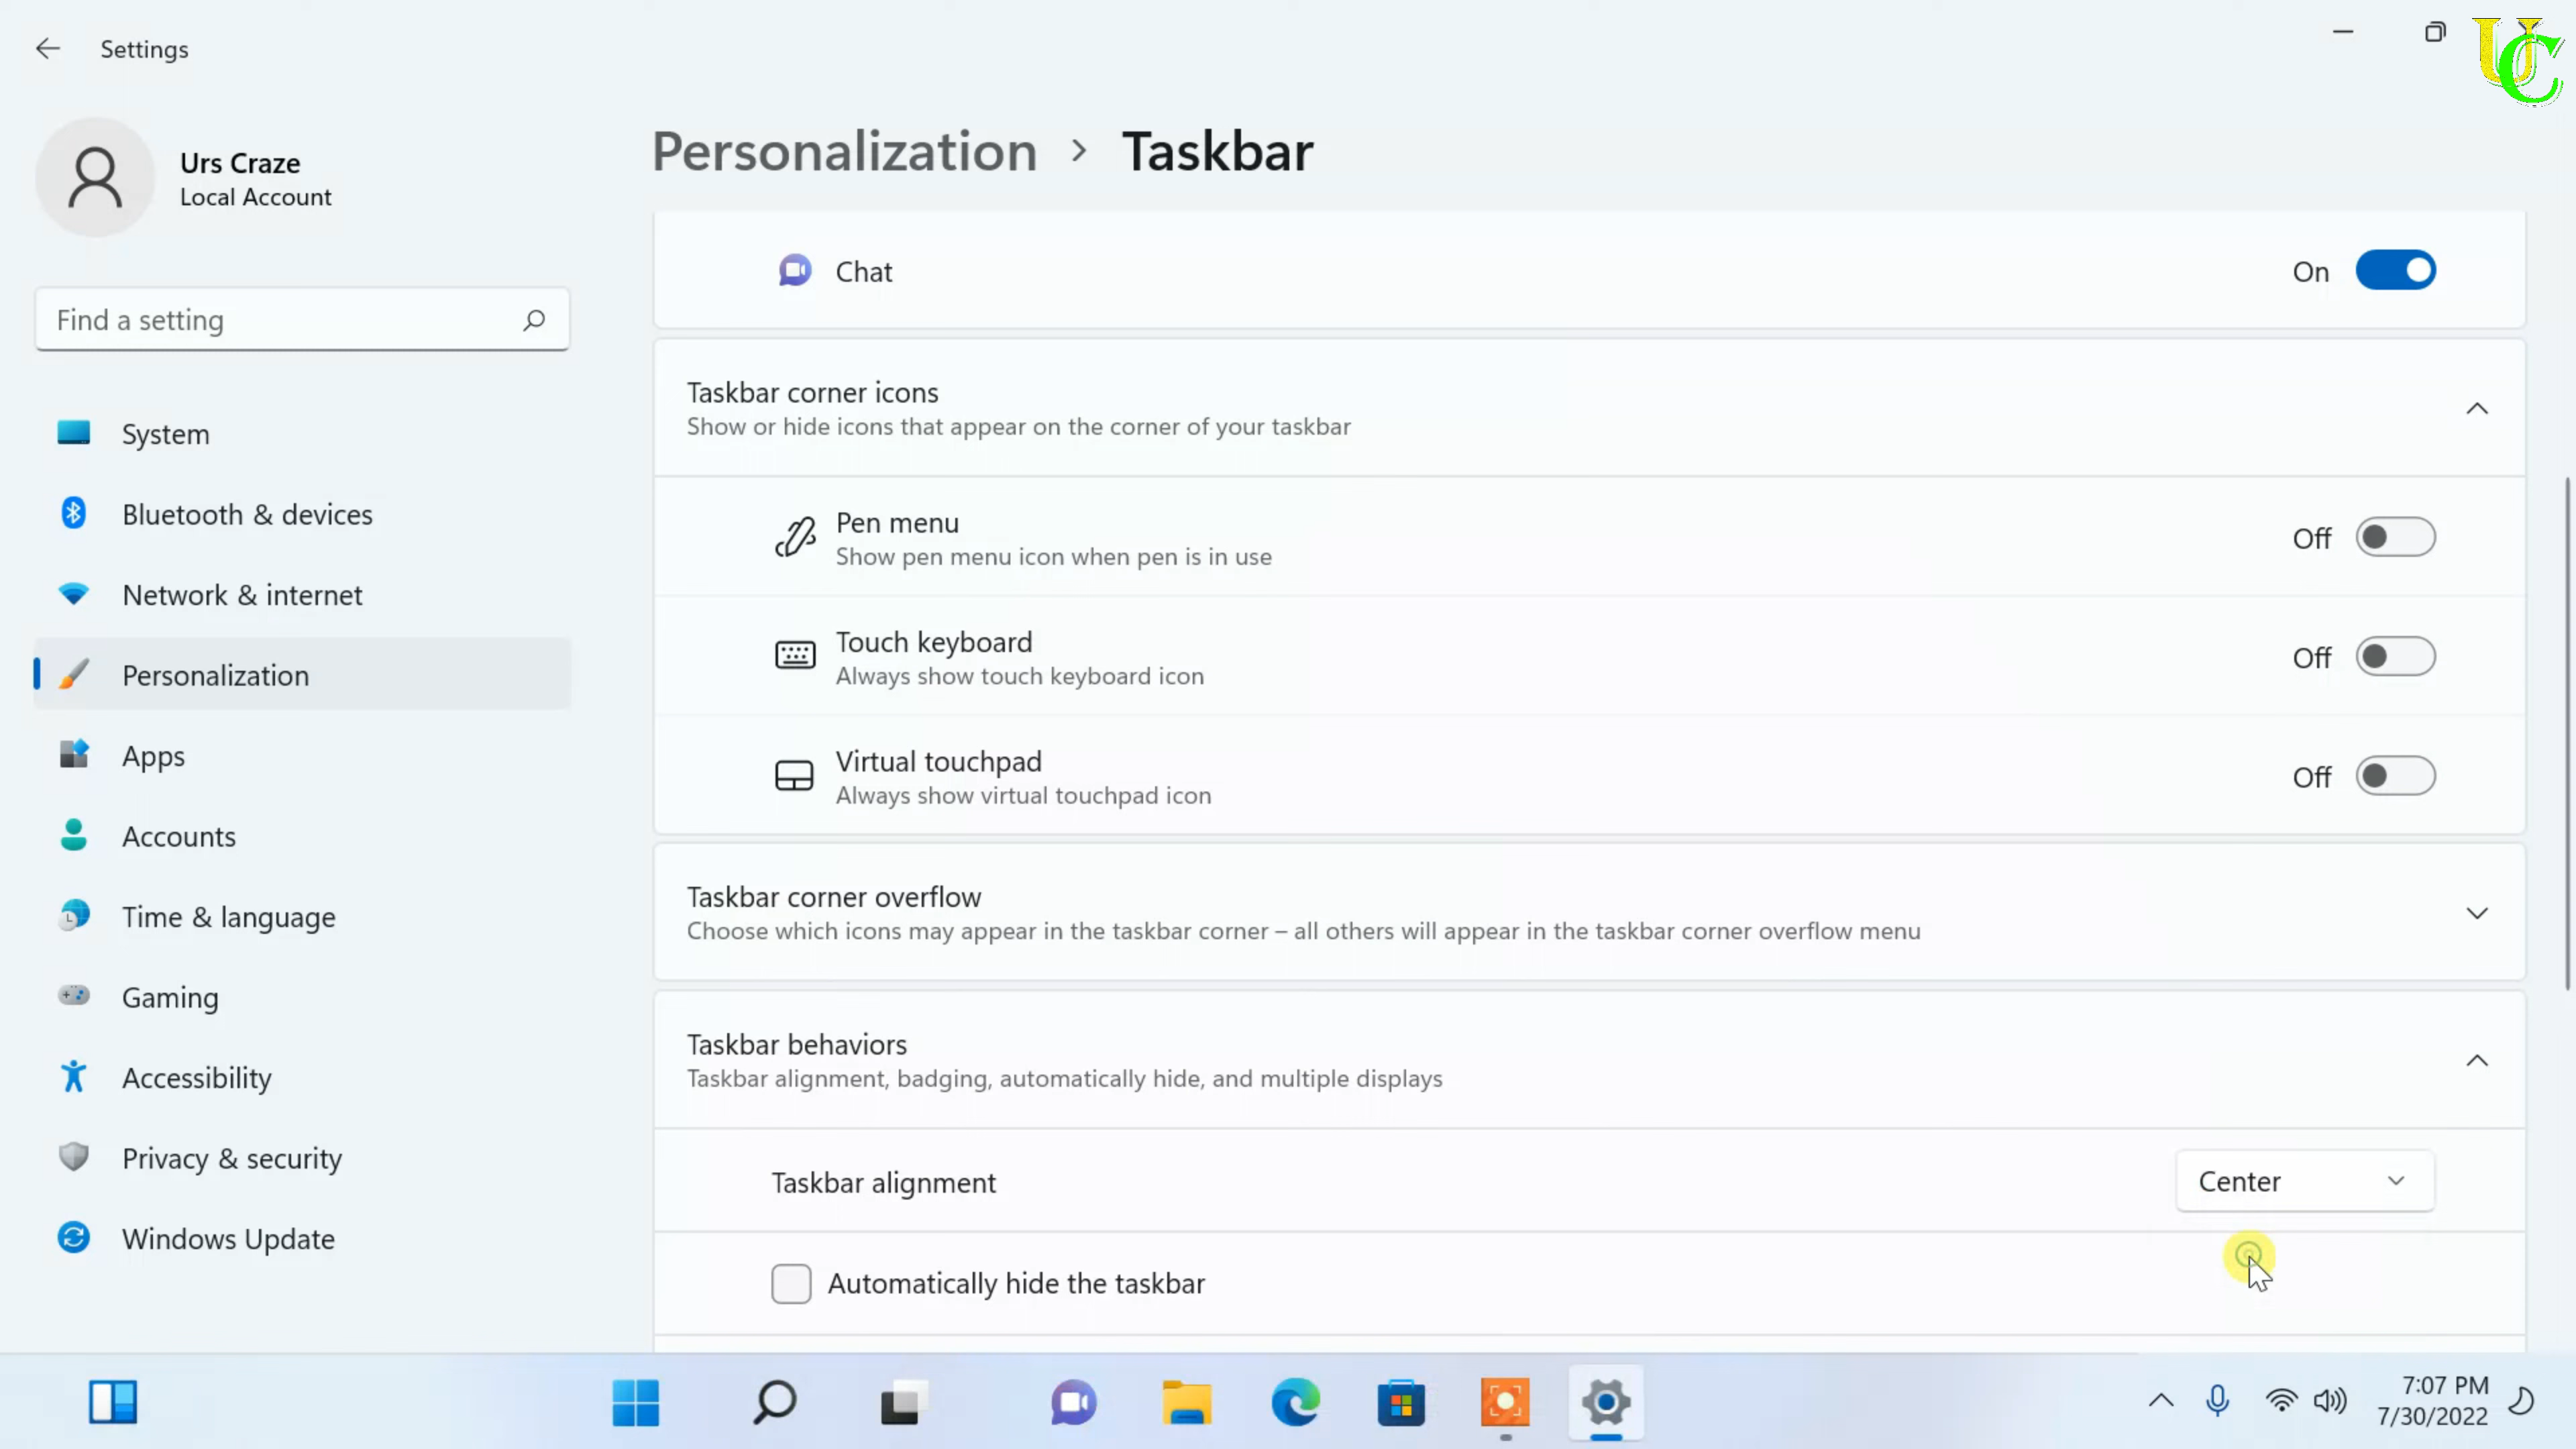 Settings
UC
Urs Craze
Local Account
Find a setting
System
Bluetooth & devices
Network & internet
Personalization
Apps
Accounts
Time & language
Gaming
Accessibility
Privacy & security
Windows Update
Personalization > Taskbar
Chat On
Taskbar corner icons
Show or hide icons that appear on the corner of your taskbar
Pen menu
Show pen menu icon when pen is in use
Off
Touch keyboard
Always show touch keyboard icon
Off
Virtual touchpad
Always show virtual touchpad icon
Off
Taskbar corner overflow
Choose which icons may appear in the taskbar corner – all others will appear in the taskbar corner overflow menu
Taskbar behaviors
Taskbar alignment, badging, automatically hide, and multiple displays
Taskbar alignment Center
Automatically hide the taskbar
7:07 PM
7/30/2022